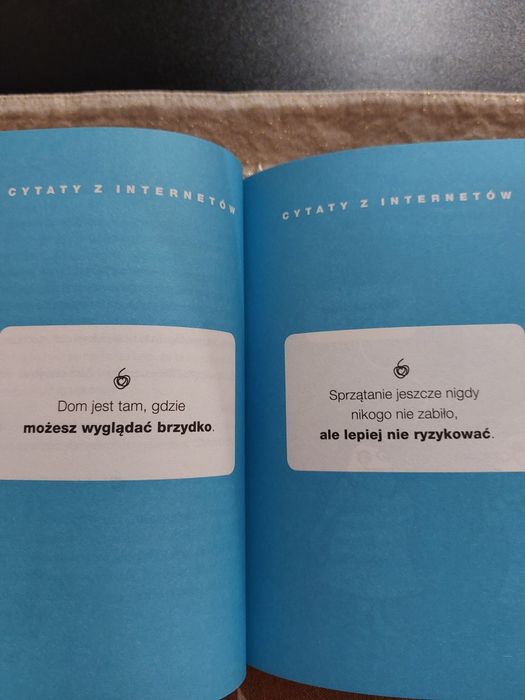 CYTATY Z INTERNETÓW
Dom jest tam, gdzie
możesz wyglądać brzydko.
CYTATY Z INTERNETÓW
Sprzątanie jeszcze nigdy
nikogo nie zabiło,
ale lepiej nie ryzykować.